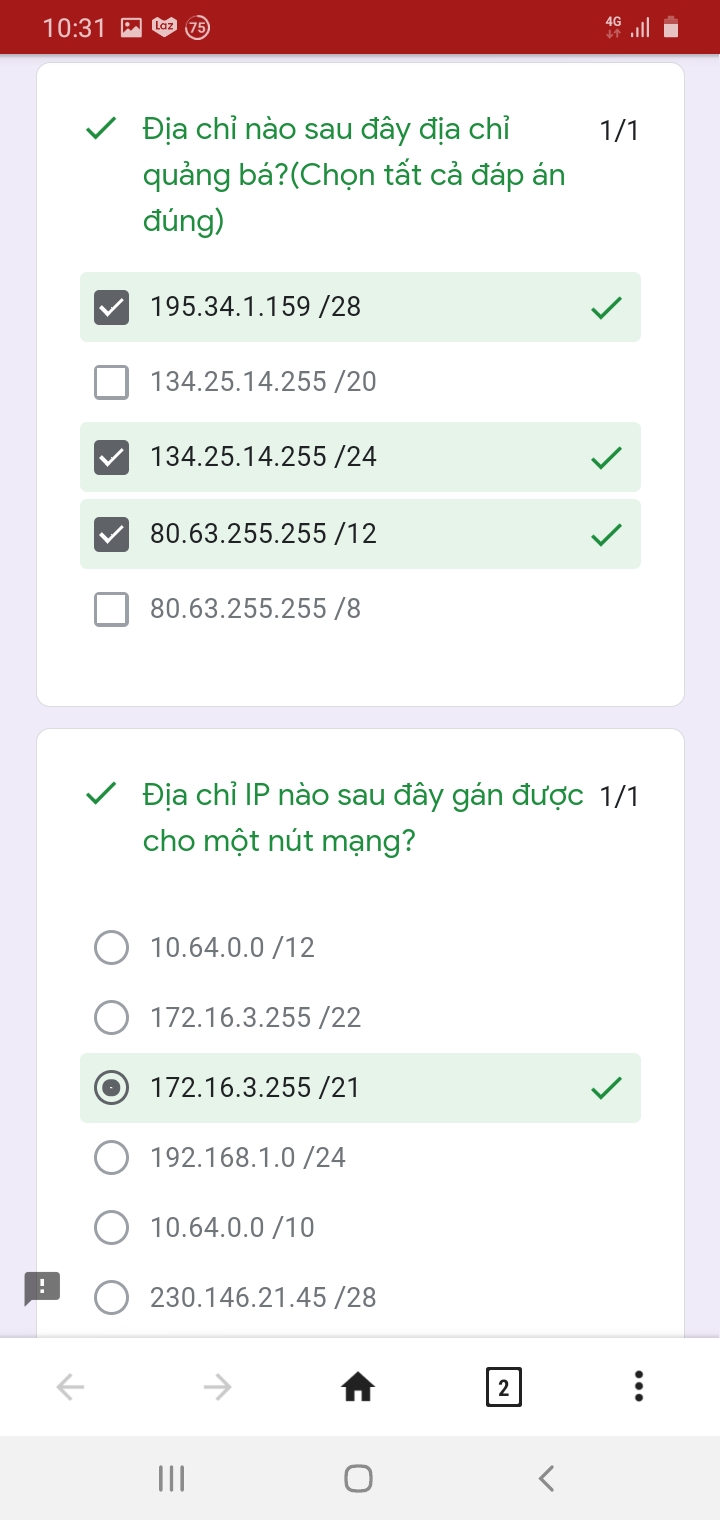 10:31 Laz 75 4G
Địa chỉ nào sau đây địa chỉ 1/1
quảng bá?(Chọn tất cả đáp án
đúng)
195.34.1.159 /28
134.25.14.255 /20
134.25.14.255 /24
80.63.255.255 /12
80.63.255.255 /8
Địa chỉ IP nào sau đây gán được 1/1
cho một nút mạng?
10.64.0.0 /12
172.16.3.255 /22
172.16.3.255 /21
192.168.1.0 /24
10.64.0.0 /10
230.146.21.45 /28
2